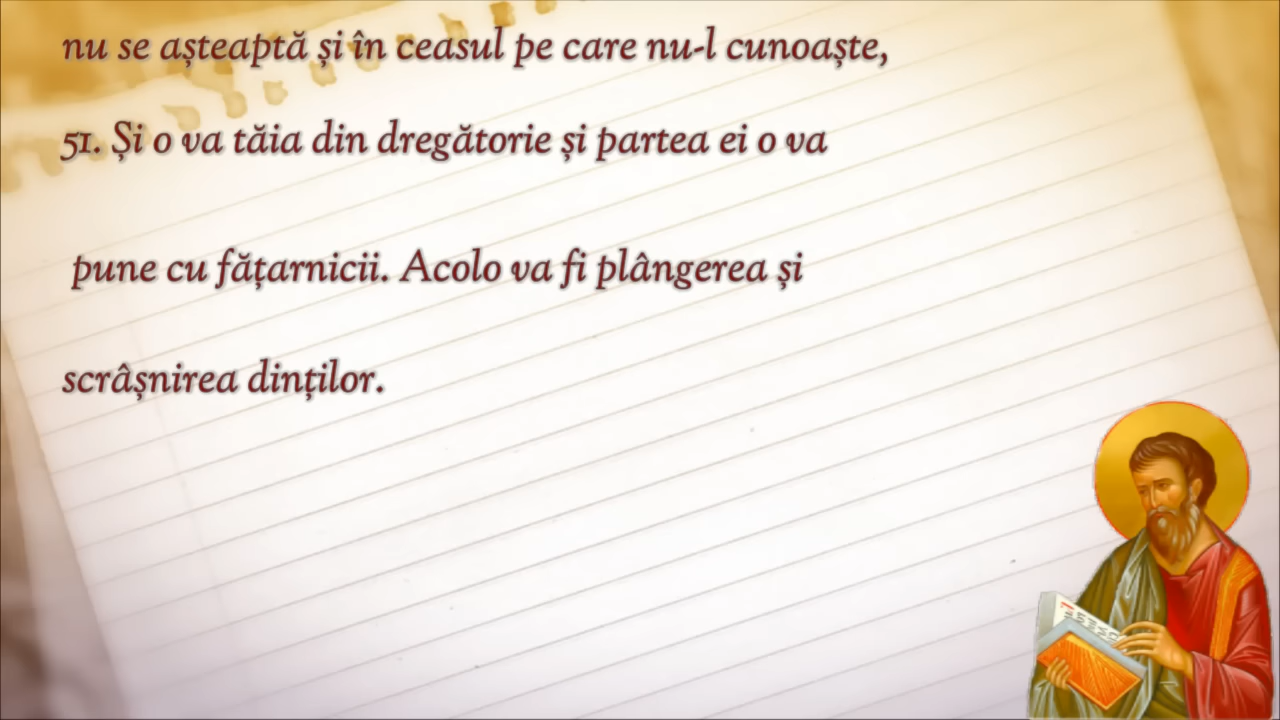 nu se așteaptă și în ceasul pe care nu-l cunoaște,
51. Și o va tăia din dregătorie și partea ei o va
pune cu fățarnicii. Acolo va fi plângerea și
scrâșnirea dinților.